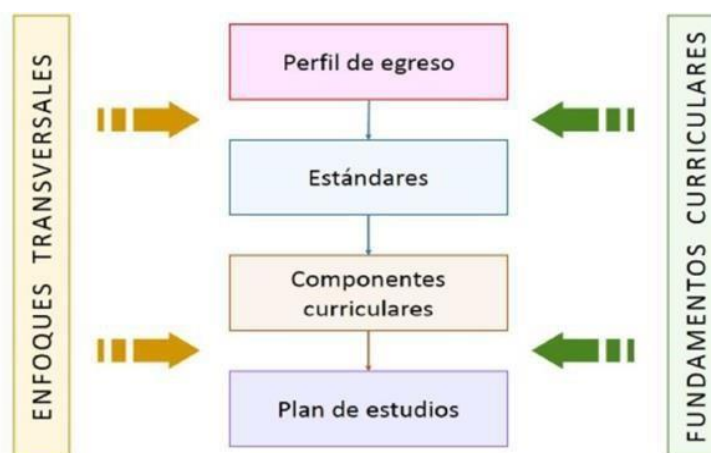 ENFOQUES TRANSVERSALES
Perfil de egreso
Estándares
Componentes
curriculares
Plan de estudios
FUNDAMENTOS CURRICULARES